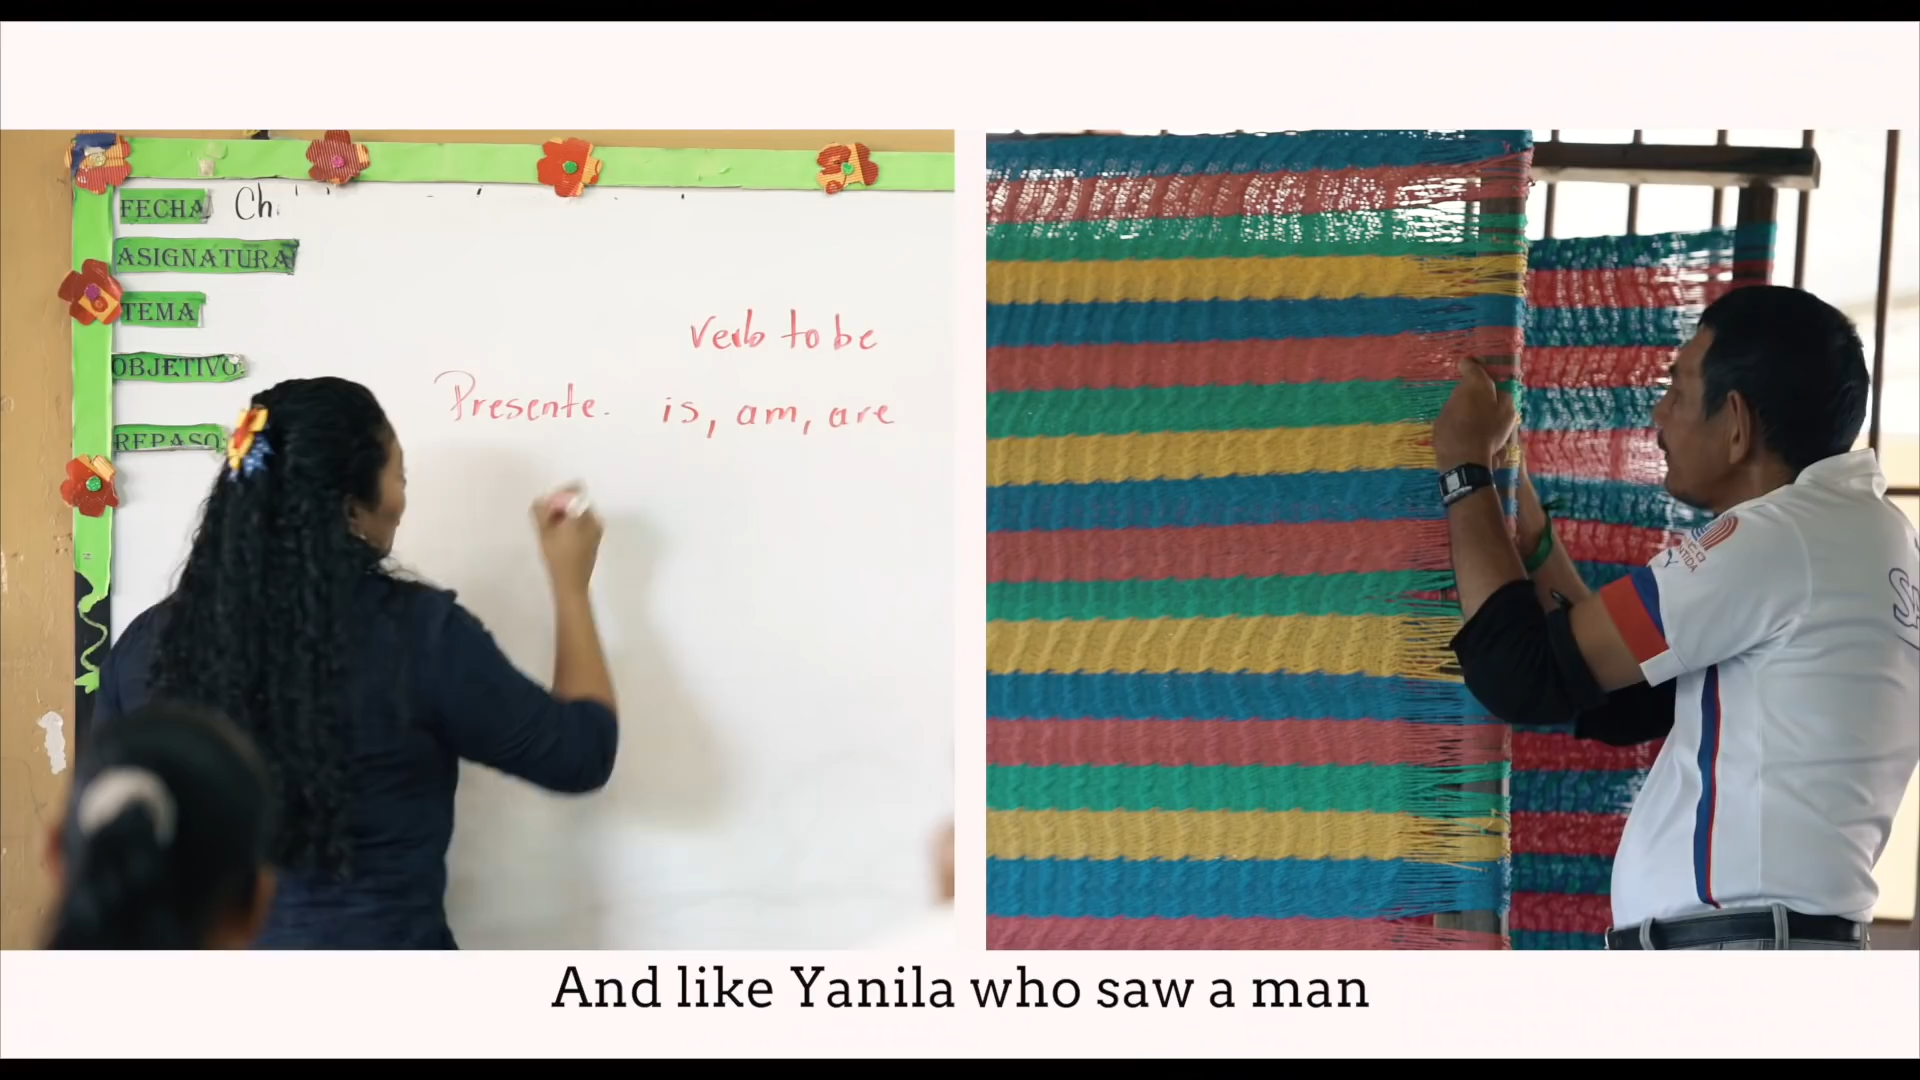 FECHA Ch
ASIGNATURA
TEMA
OBJETIVO:
REPASO
Verb to be
Presente. is, am, are
And like Yanila who saw a man